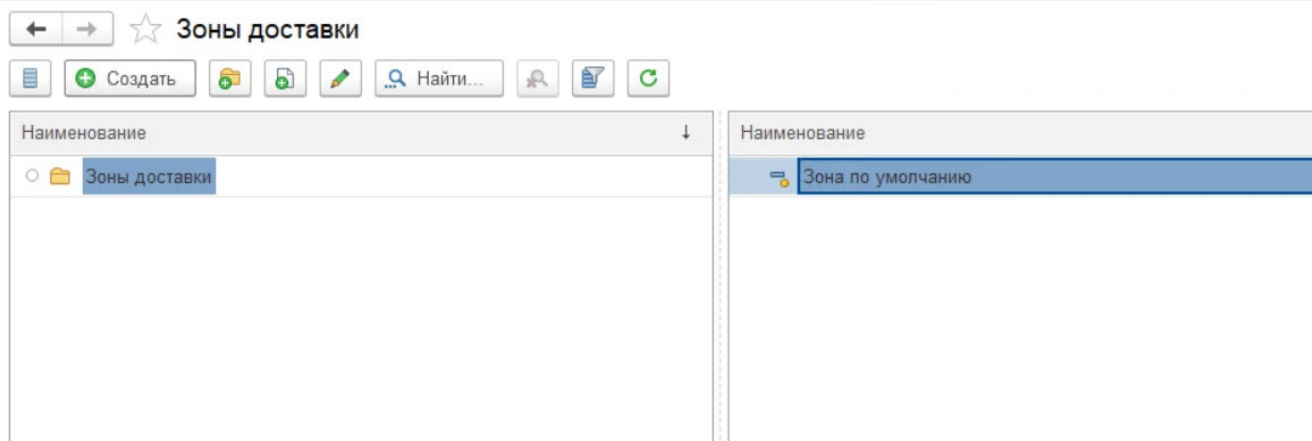 Зоны доставки
Создать
Найти...
Наименование
Наименование
Зоны доставки
Зона по умолчанию